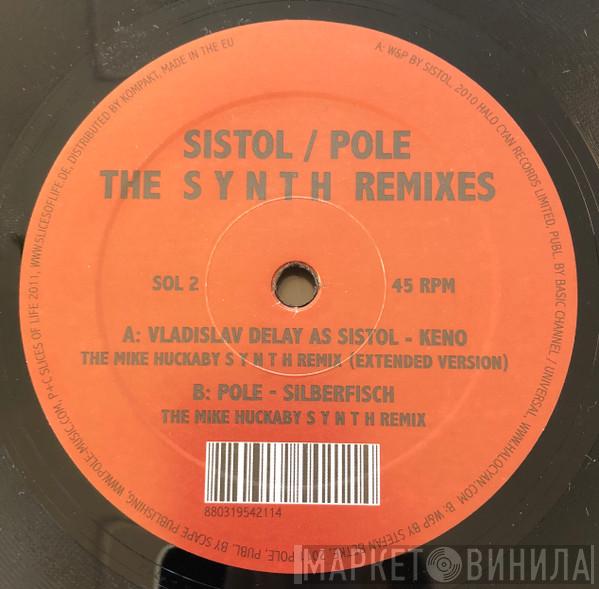 SISTOL / POLE
THE S Y N T H REMIXES
SOL 2
45 RPM
A: VLADISLAV DELAY AS SISTOL - KENO
THE MIKE HUCKABY S Y N T H REMIX (EXTENDED VERSION)
B: POLE - SILBERFISCH
THE MIKE HUCKABY S Y N T H REMIX
880319542114
A: W&P BY SISTOL, 2010 HALO CYAN RECORDS LIMITED, PUBL. BY BASIC CHANNEL / UNIVERSAL, WWW.HALOCYAN.COM B: W&P BY STEFAN BETKE, POLE, PUBL. BY SCAPE PUBLISHING, WWW.POLE-MUSIC.COM, P+C SLICES OF LIFE 2011, WWW.SLICESOFLIFE.DE, DISTRIBUTED BY KOMPAKT, MADE IN THE EU
МАРКЕТ ВИНИЛА